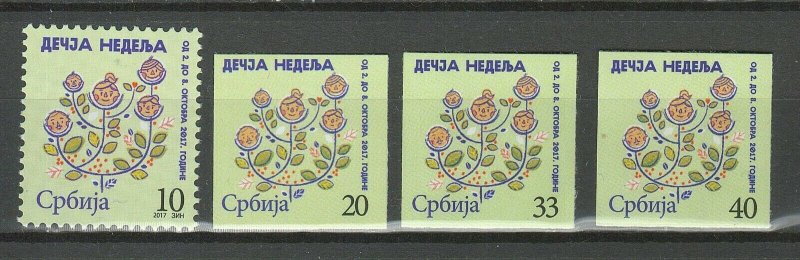 ДЕЧЈА НЕДЕЉА
ОД 2. ДО 8. ОКТОБРА 2017. ГОДИНЕ
Србија 10
2017 ЗИН
ДЕЧЈА НЕДЕЉА
ОД 2. ДО 8. ОКТОБРА 2017. ГОДИНЕ
Србија 20
ДЕЧЈА НЕДЕЉА
ОД 2. ДО 8. ОКТОБРА 2017. ГОДИНЕ
Србија 33
ДЕЧЈА НЕДЕЉА
ОД 2. ДО 8. ОКТОБРА 2017. ГОДИНЕ
Србија 40